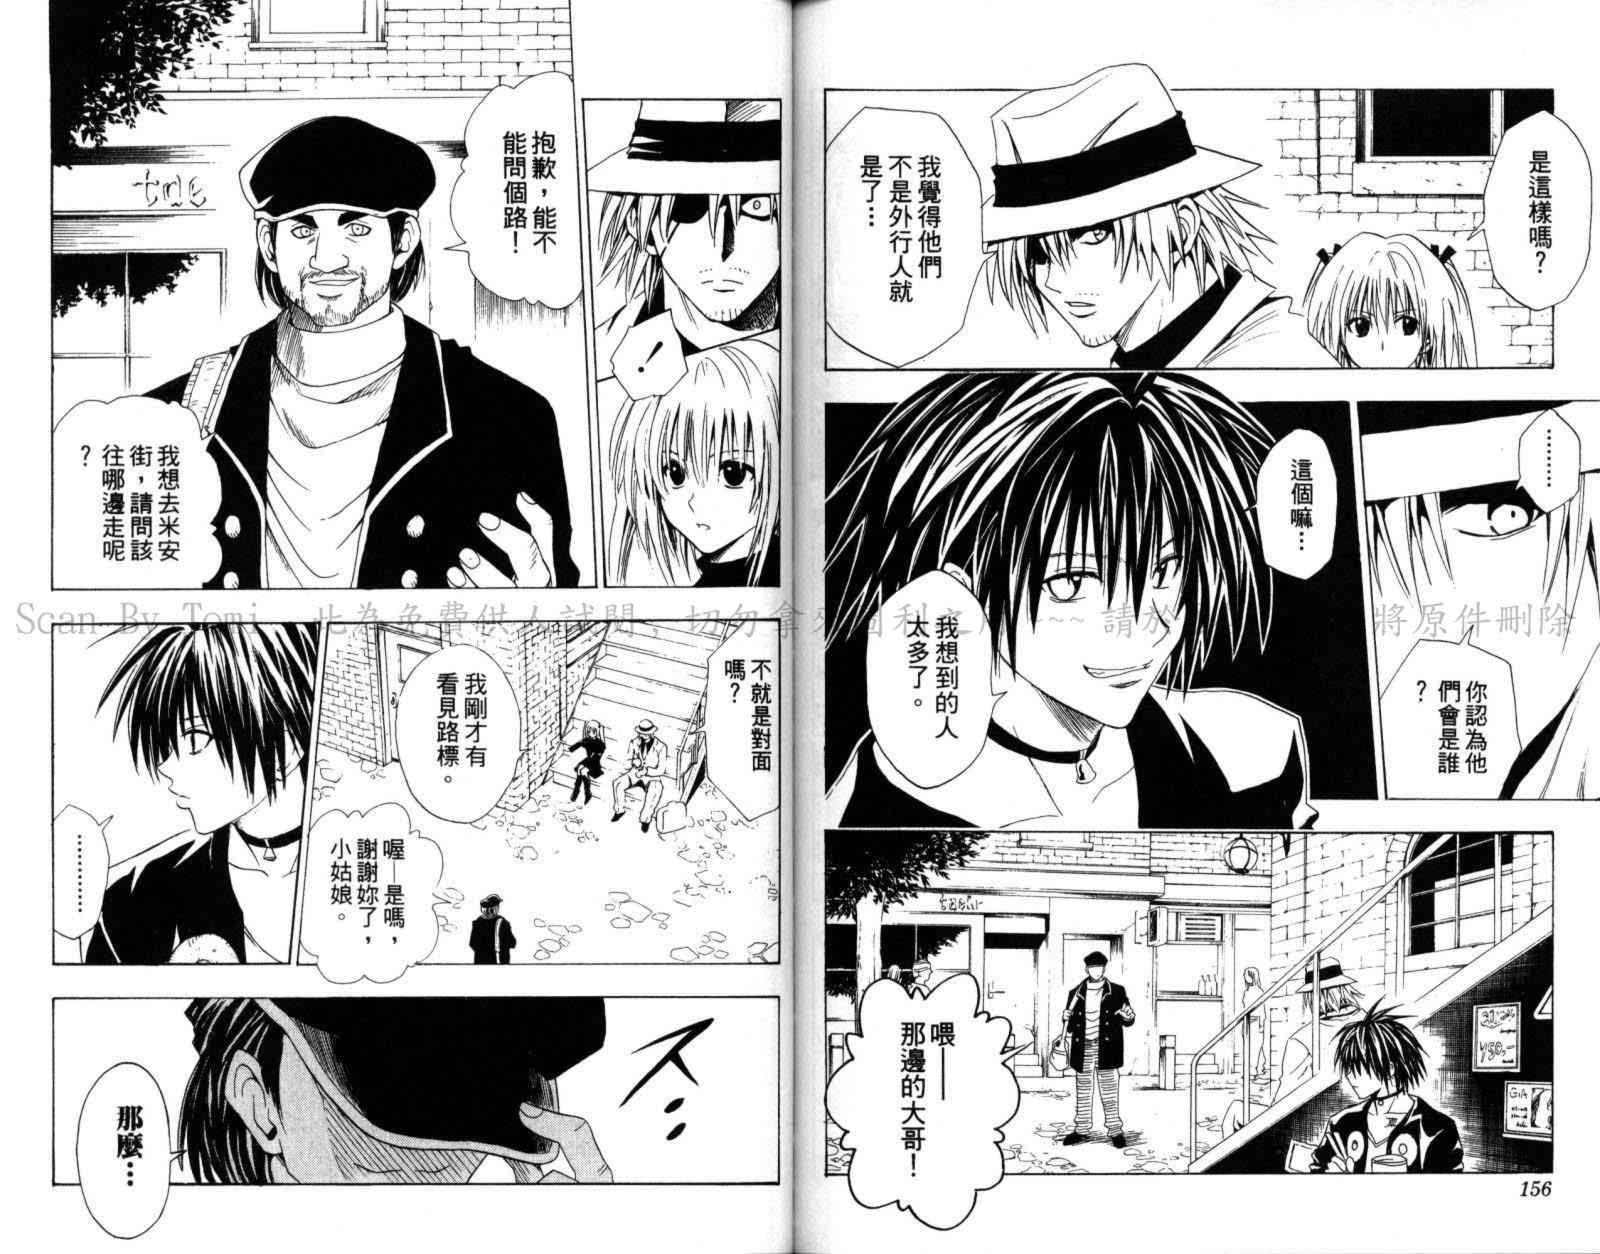 是這樣嗎?
我覺得他們
不是外行人就
是了…
………
你認為他
們會是誰
?
這個嘛…
我想到的人
太多了。
喂——
那邊的大哥!
156
抱歉,能不
能問個路!
!
我想去米安
街,請問該
往哪邊走呢
?
tde
不就是對面
嗎?
我剛才有
看見路標。
喔—是嗎,
謝謝妳了,
小姑娘。
…………
スッ
那麼…
Scan By Tomi
此為免費供人試閱,切勿拿來
將原件刪除